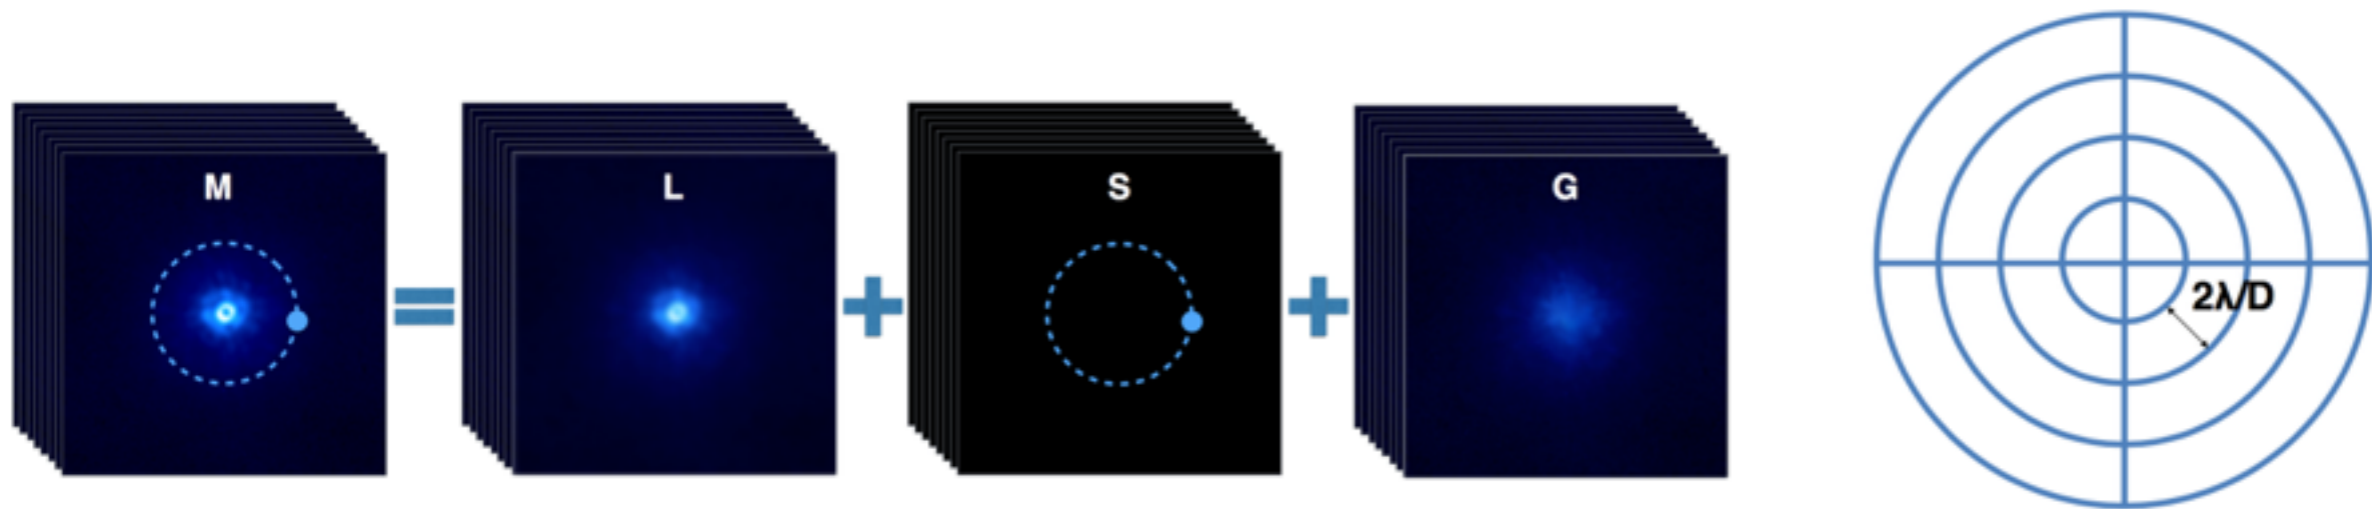 M
=
L
+
S
+
G
2λ/D